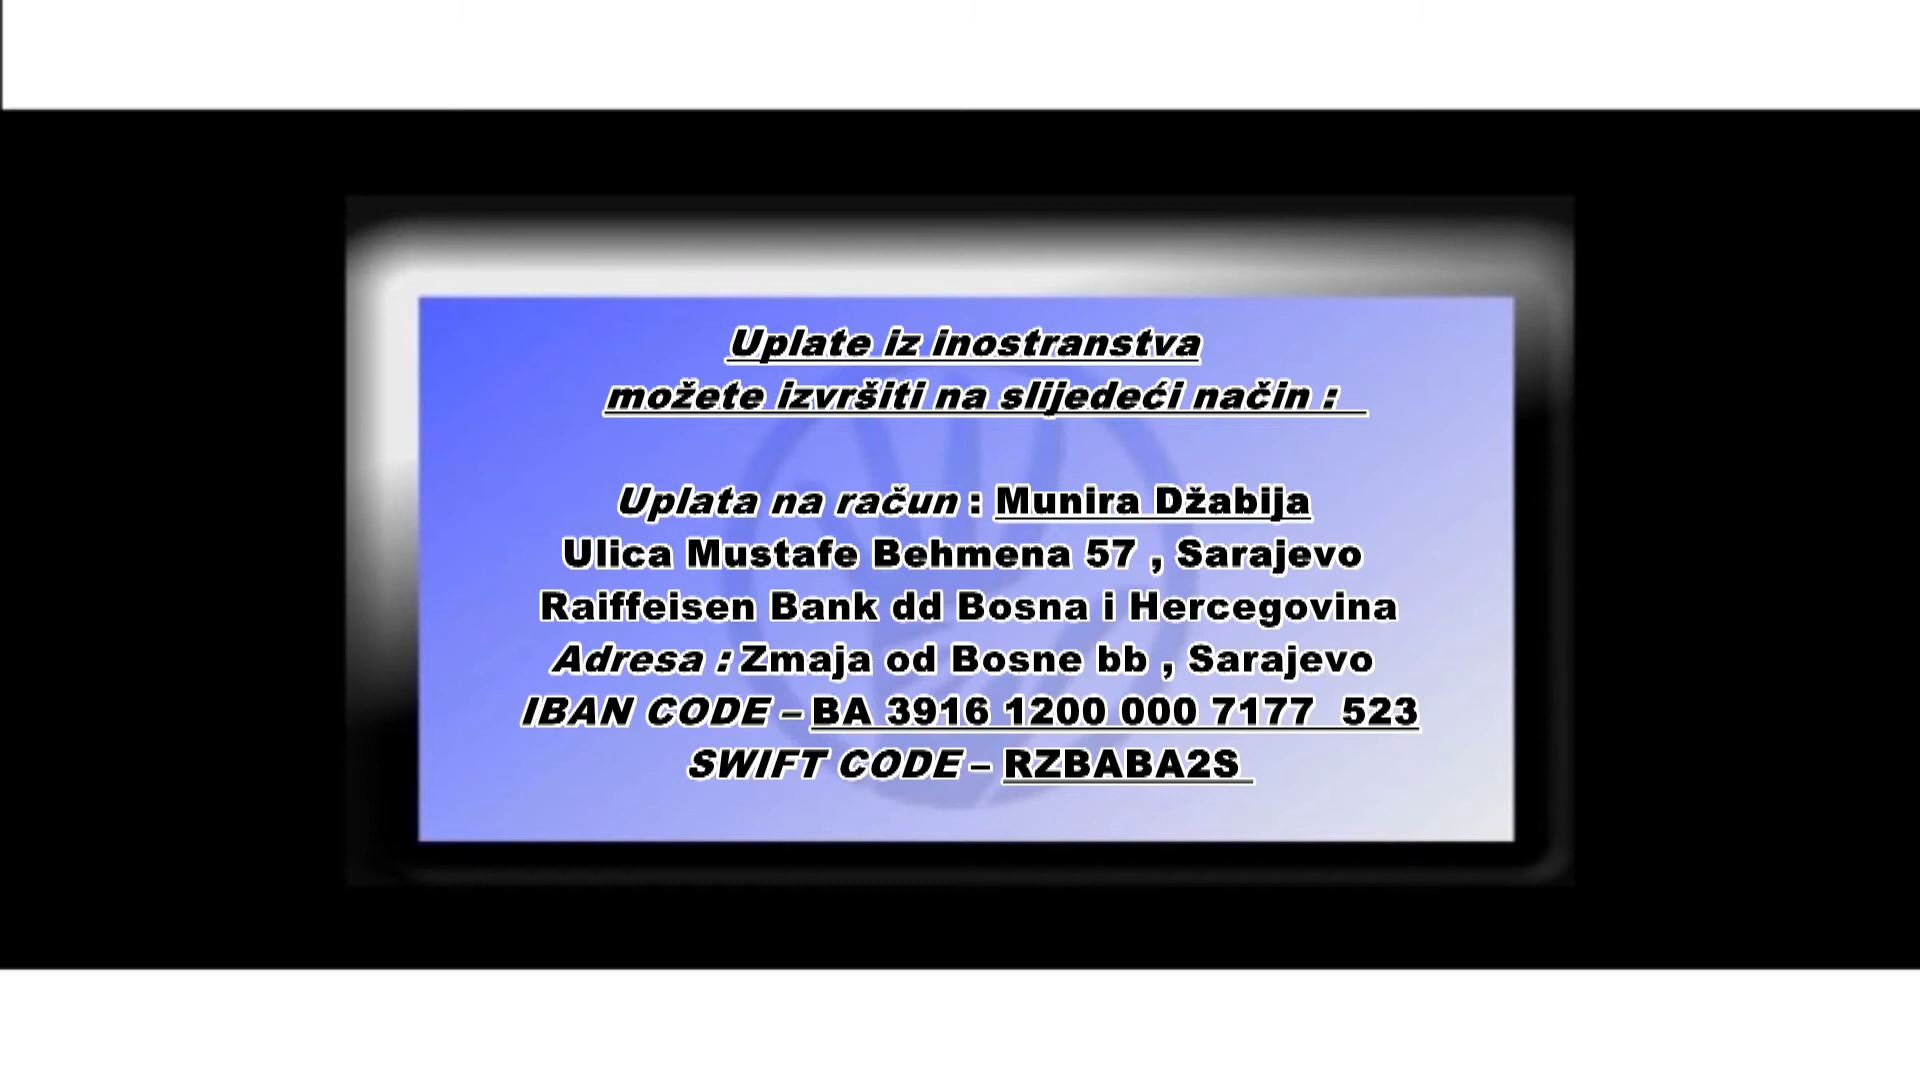 Uplate iz inostranstva
možete izvršiti na slijedeći način :
Uplata na račun : Munira Džabija
Ulica Mustafe Behmena 57 , Sarajevo
Raiffeisen Bank dd Bosna i Hercegovina
Adresa : Zmaja od Bosne bb , Sarajevo
IBAN CODE – BA 3916 1200 000 7177  523
SWIFT CODE – RZBABA2S